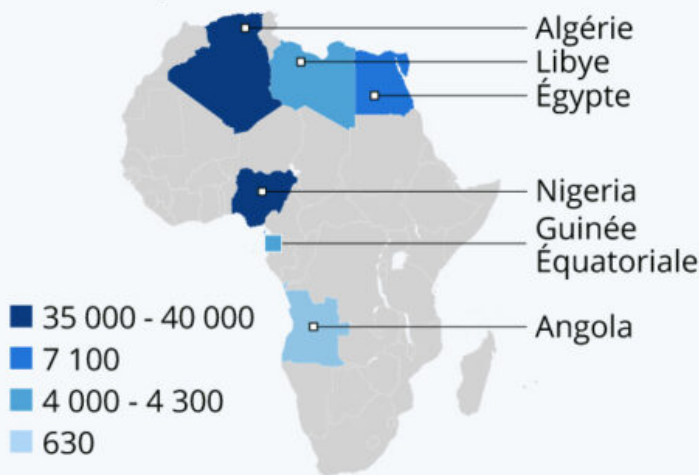 Algérie
Libye
Égypte
Nigeria
Guinée
Équatoriale
Angola
35 000 - 40 000
7 100
4 000 - 4 300
630